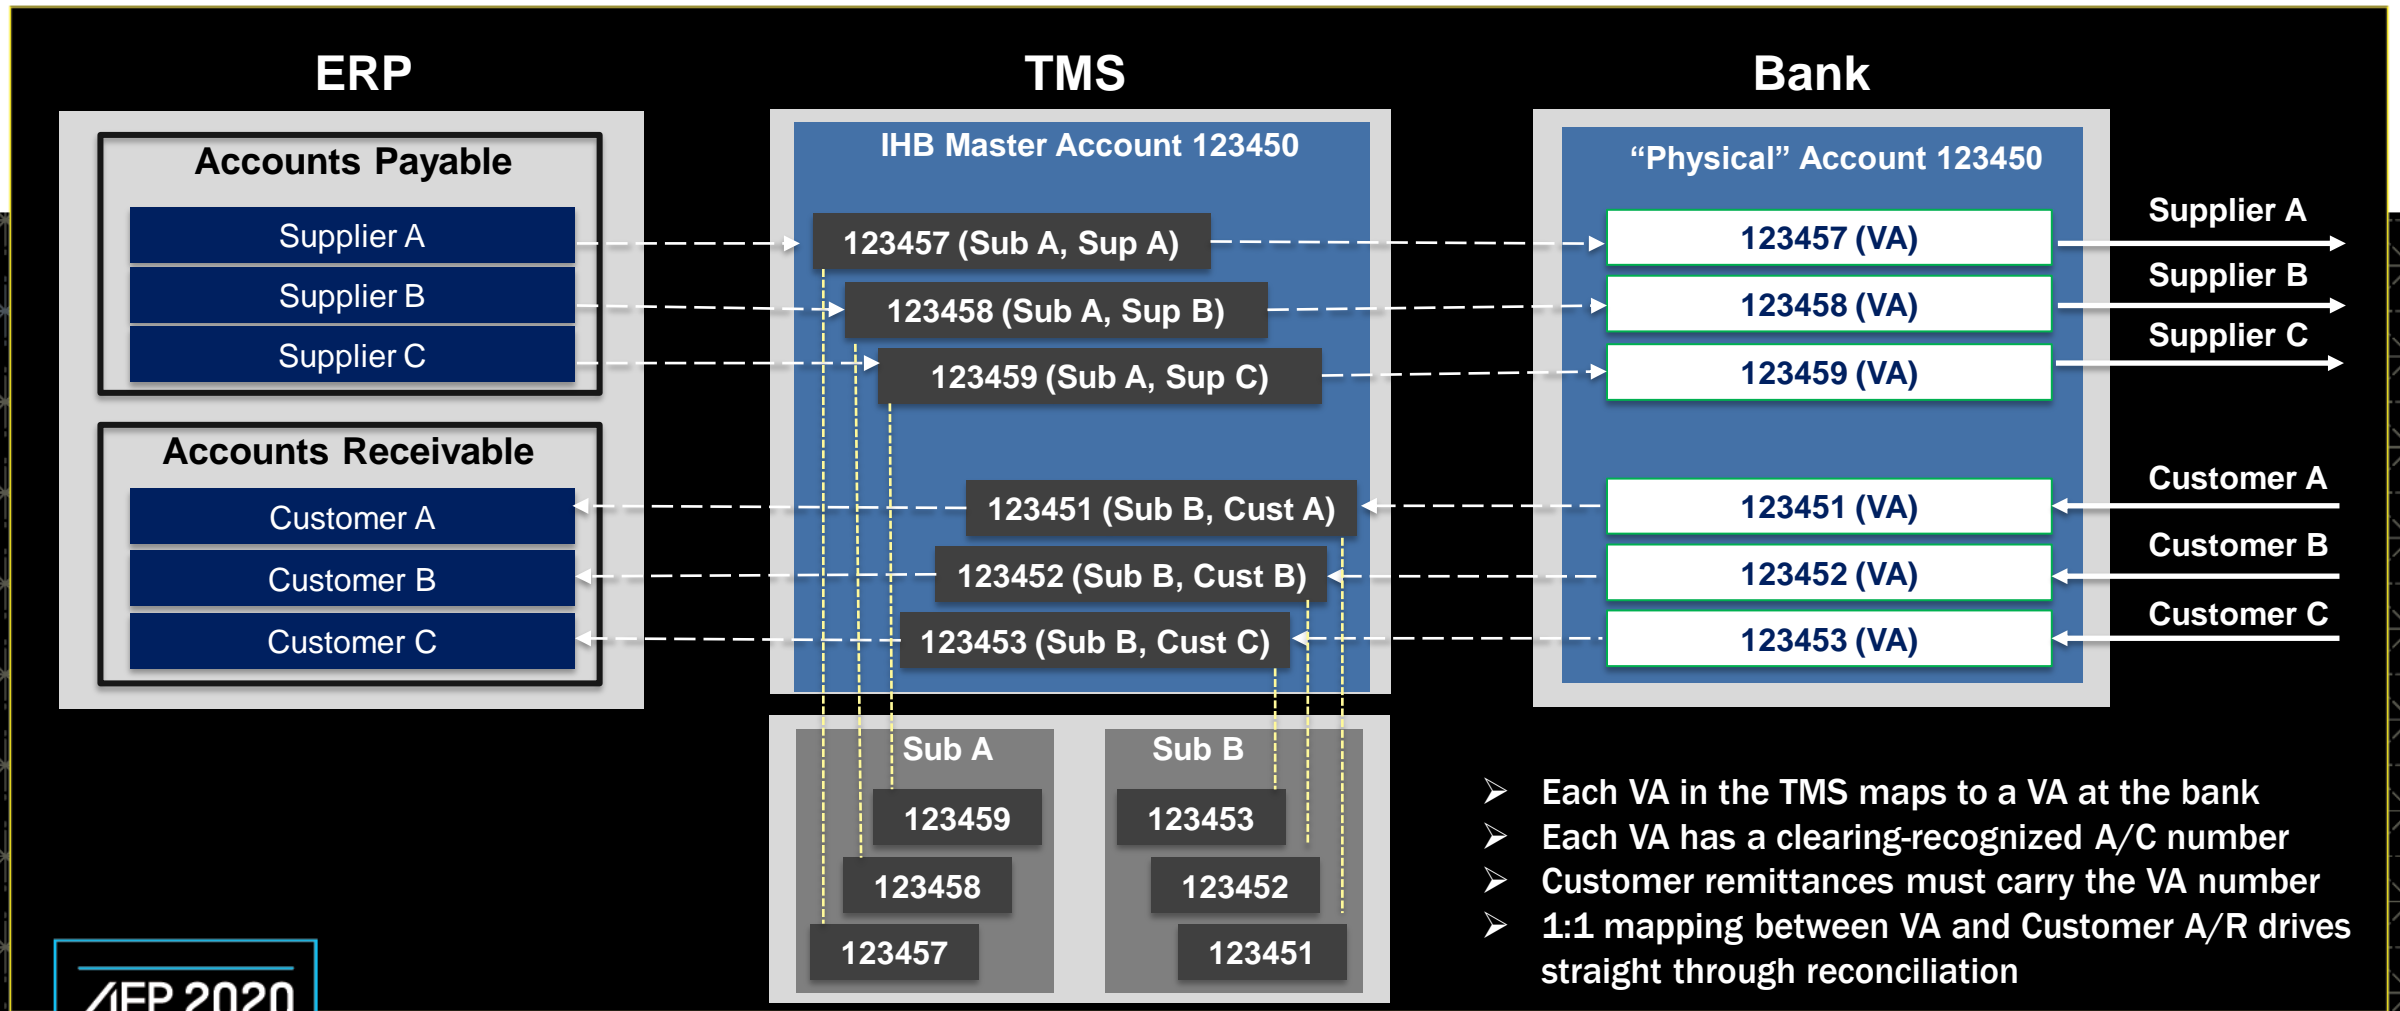 ERP
TMS
Bank
Accounts Payable
Supplier A
Supplier B
Supplier C
Accounts Receivable
Customer A
Customer B
Customer C
IHB Master Account 123450
123457 (Sub A, Sup A)
123458 (Sub A, Sup B)
123459 (Sub A, Sup C)
123451 (Sub B, Cust A)
123452 (Sub B, Cust B)
123453 (Sub B, Cust C)
Sub A
123459
123458
123457
Sub B
123453
123452
123451
“Physical” Account 123450
123457 (VA)
123458 (VA)
123459 (VA)
123451 (VA)
123452 (VA)
123453 (VA)
Supplier A
Supplier B
Supplier C
Customer A
Customer B
Customer C
Each VA in the TMS maps to a VA at the bank
Each VA has a clearing-recognized A/C number
Customer remittances must carry the VA number
1:1 mapping between VA and Customer A/R drives
straight through reconciliation
AFP 2020